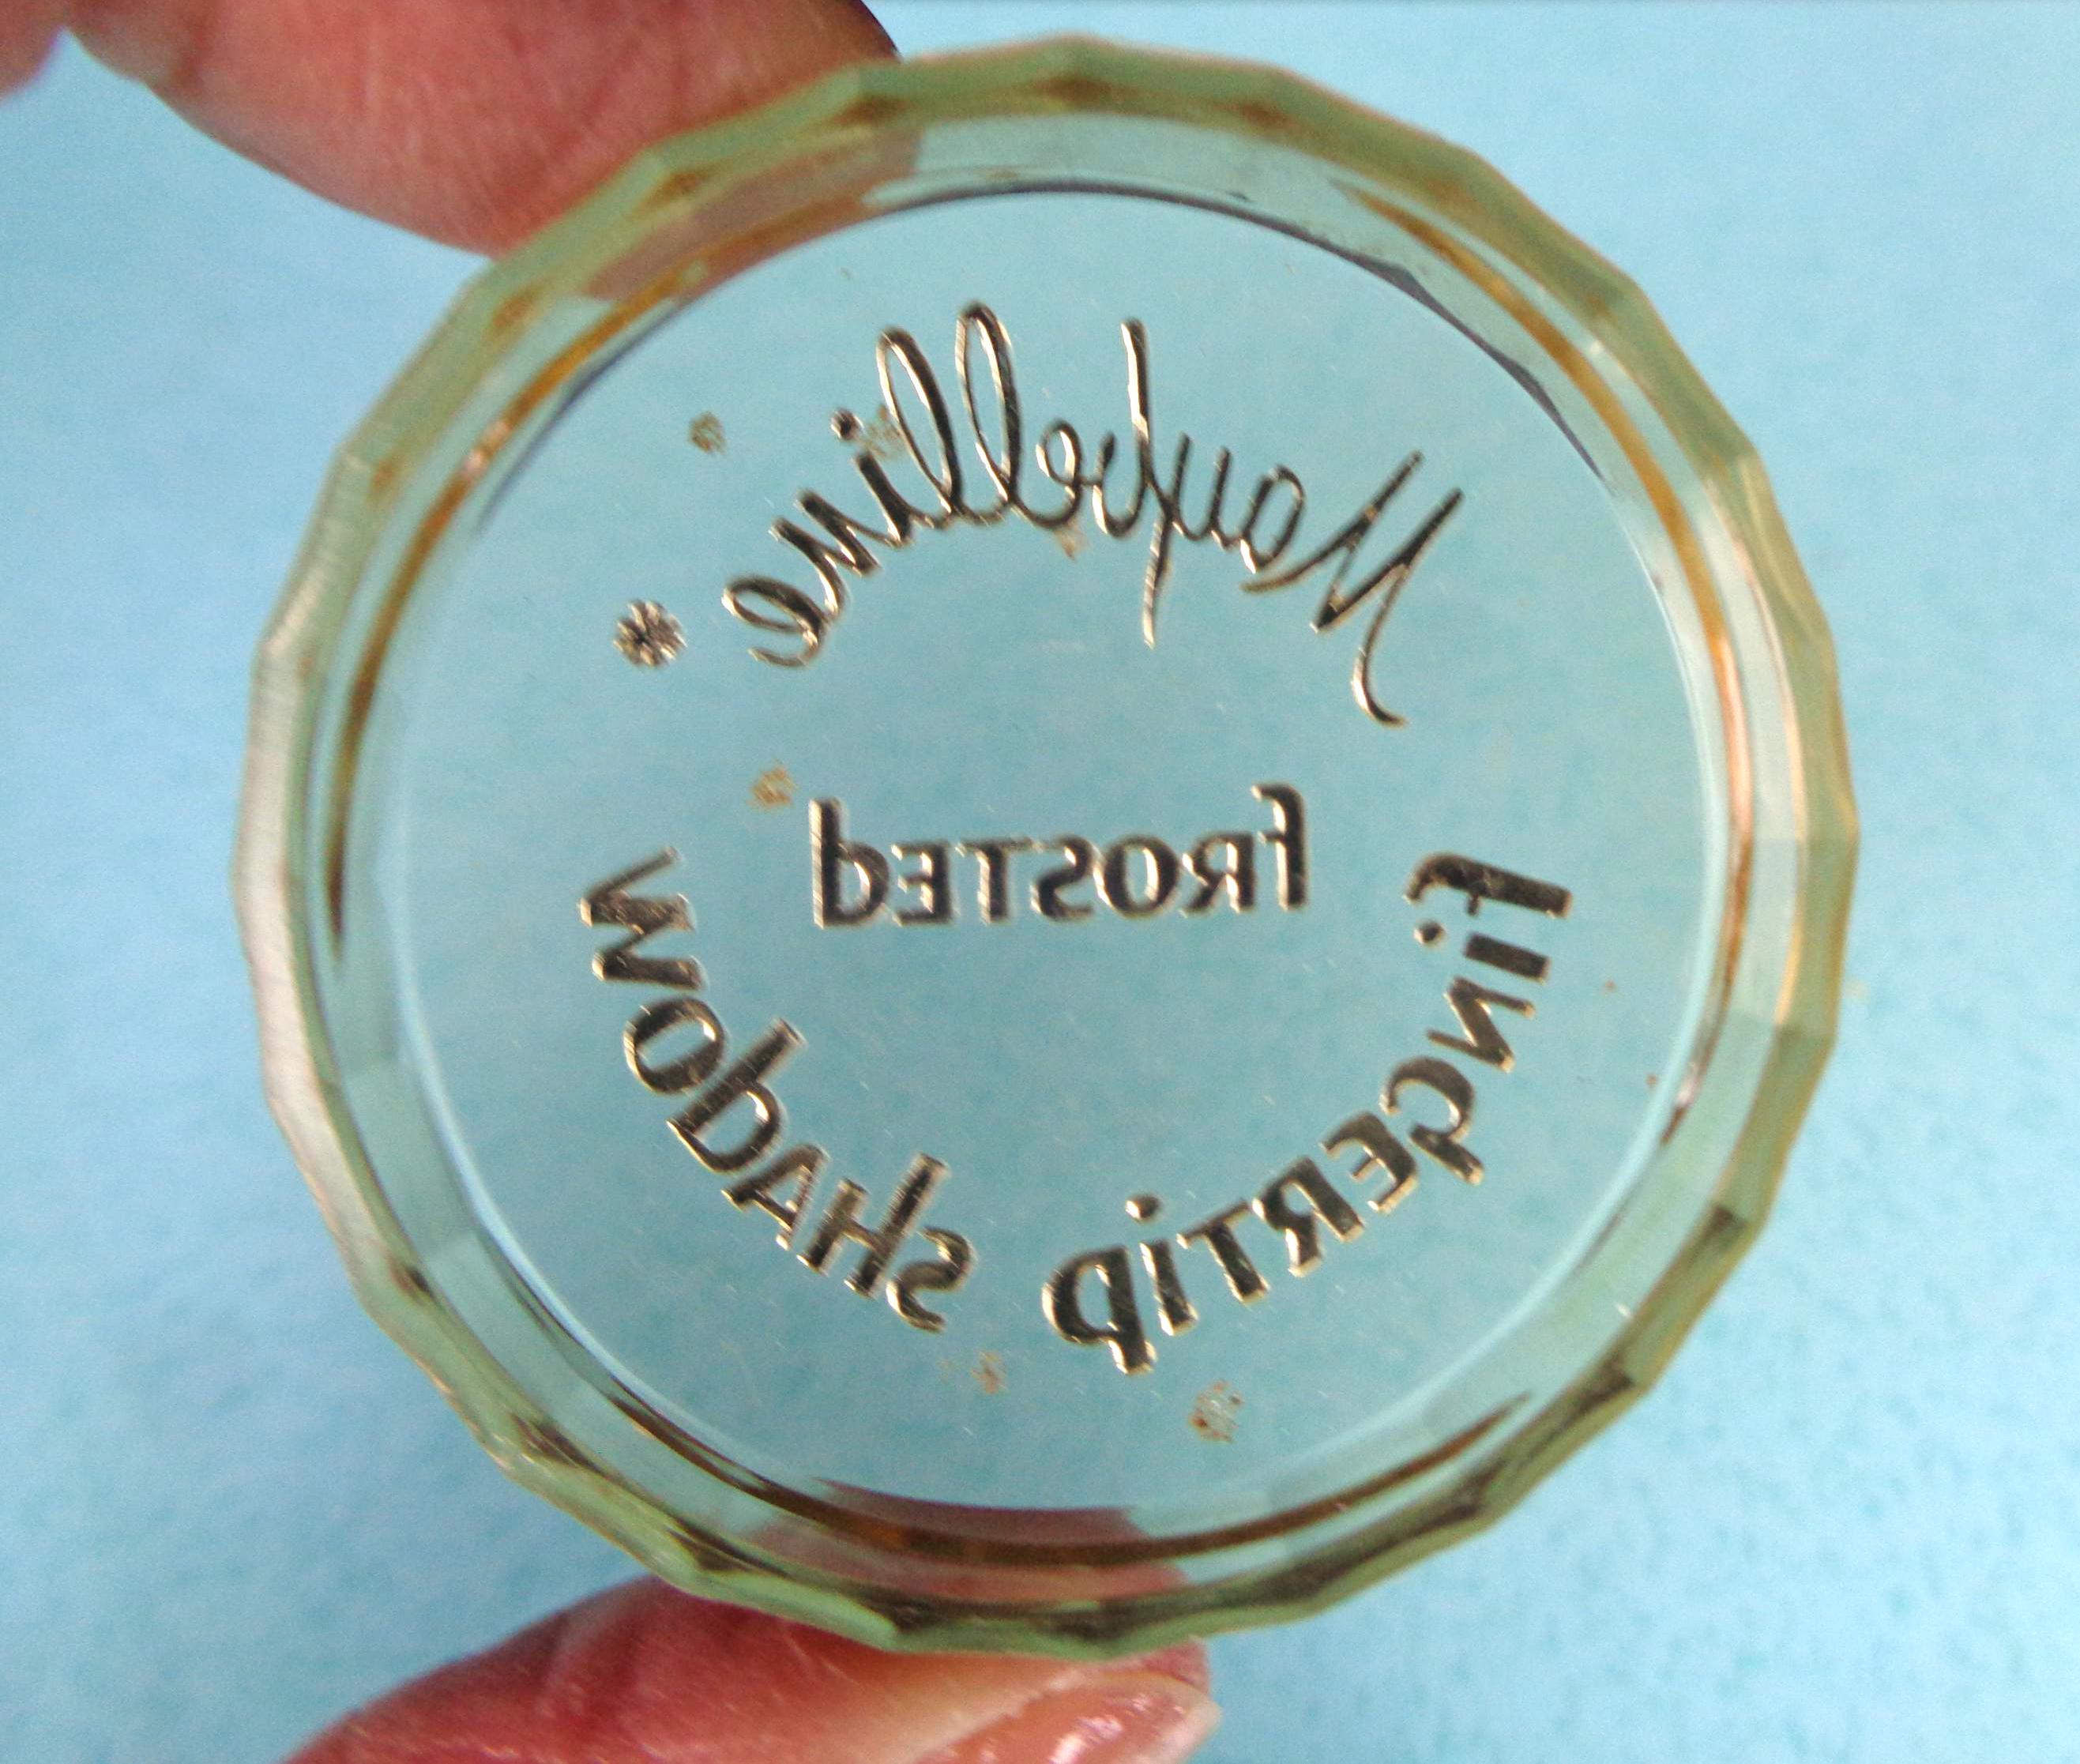 Maybelline
fROSTEd
fiNGERTip
sHAdow